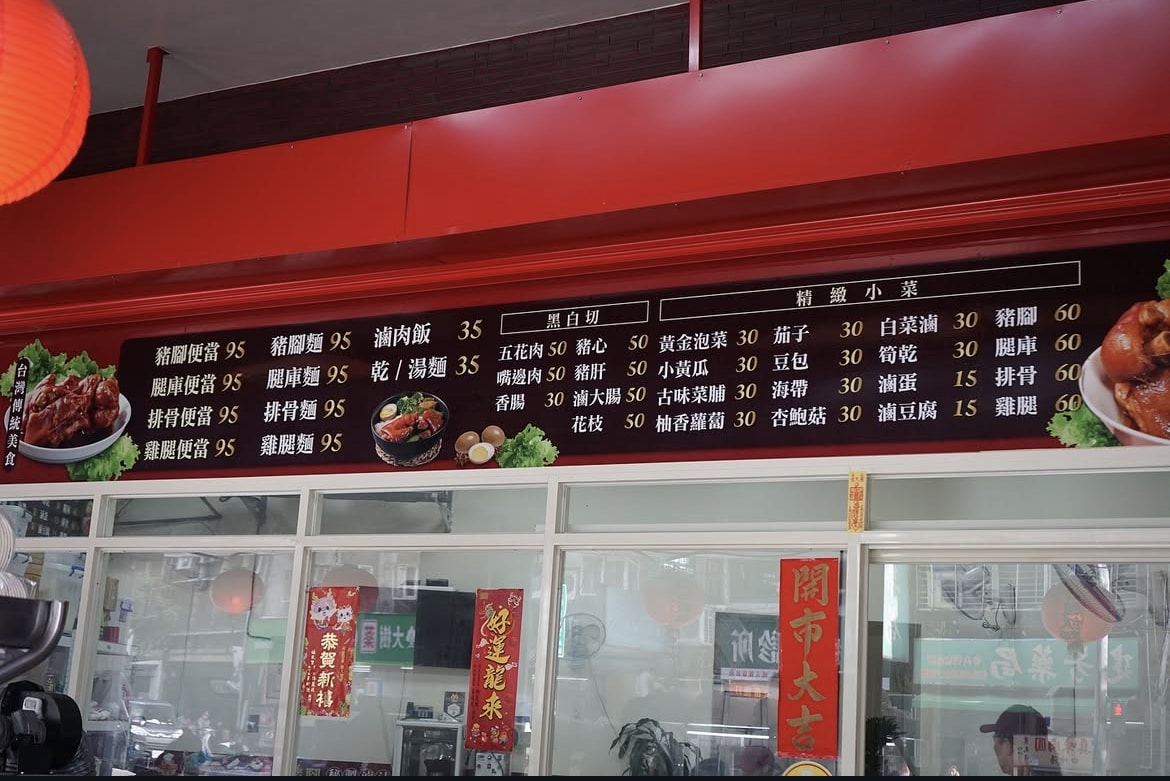 台灣傳統美食
豬腳便當 95
腿庫便當 95
排骨便當 95
雞腿便當 95
豬腳麵 95
腿庫麵 95
排骨麵 95
雞腿麵 95
滷肉飯 35
乾 / 湯麵 35
黑白切
五花肉 50
嘴邊肉 50
香腸 30
豬心 50
豬肝 50
滷大腸 50
花枝 50
精緻小菜
黃金泡菜 30
小黃瓜 30
古味菜脯 30
柚香蘿蔔 30
茄子 30
豆包 30
海帶 30
杏鮑菇 30
白菜滷 30
筍乾 30
滷蛋 15
滷豆腐 15
豬腳 60
腿庫 60
排骨 60
雞腿 60
恭賀新禧
好運龍來
開市大吉
診所
大樹
藥局